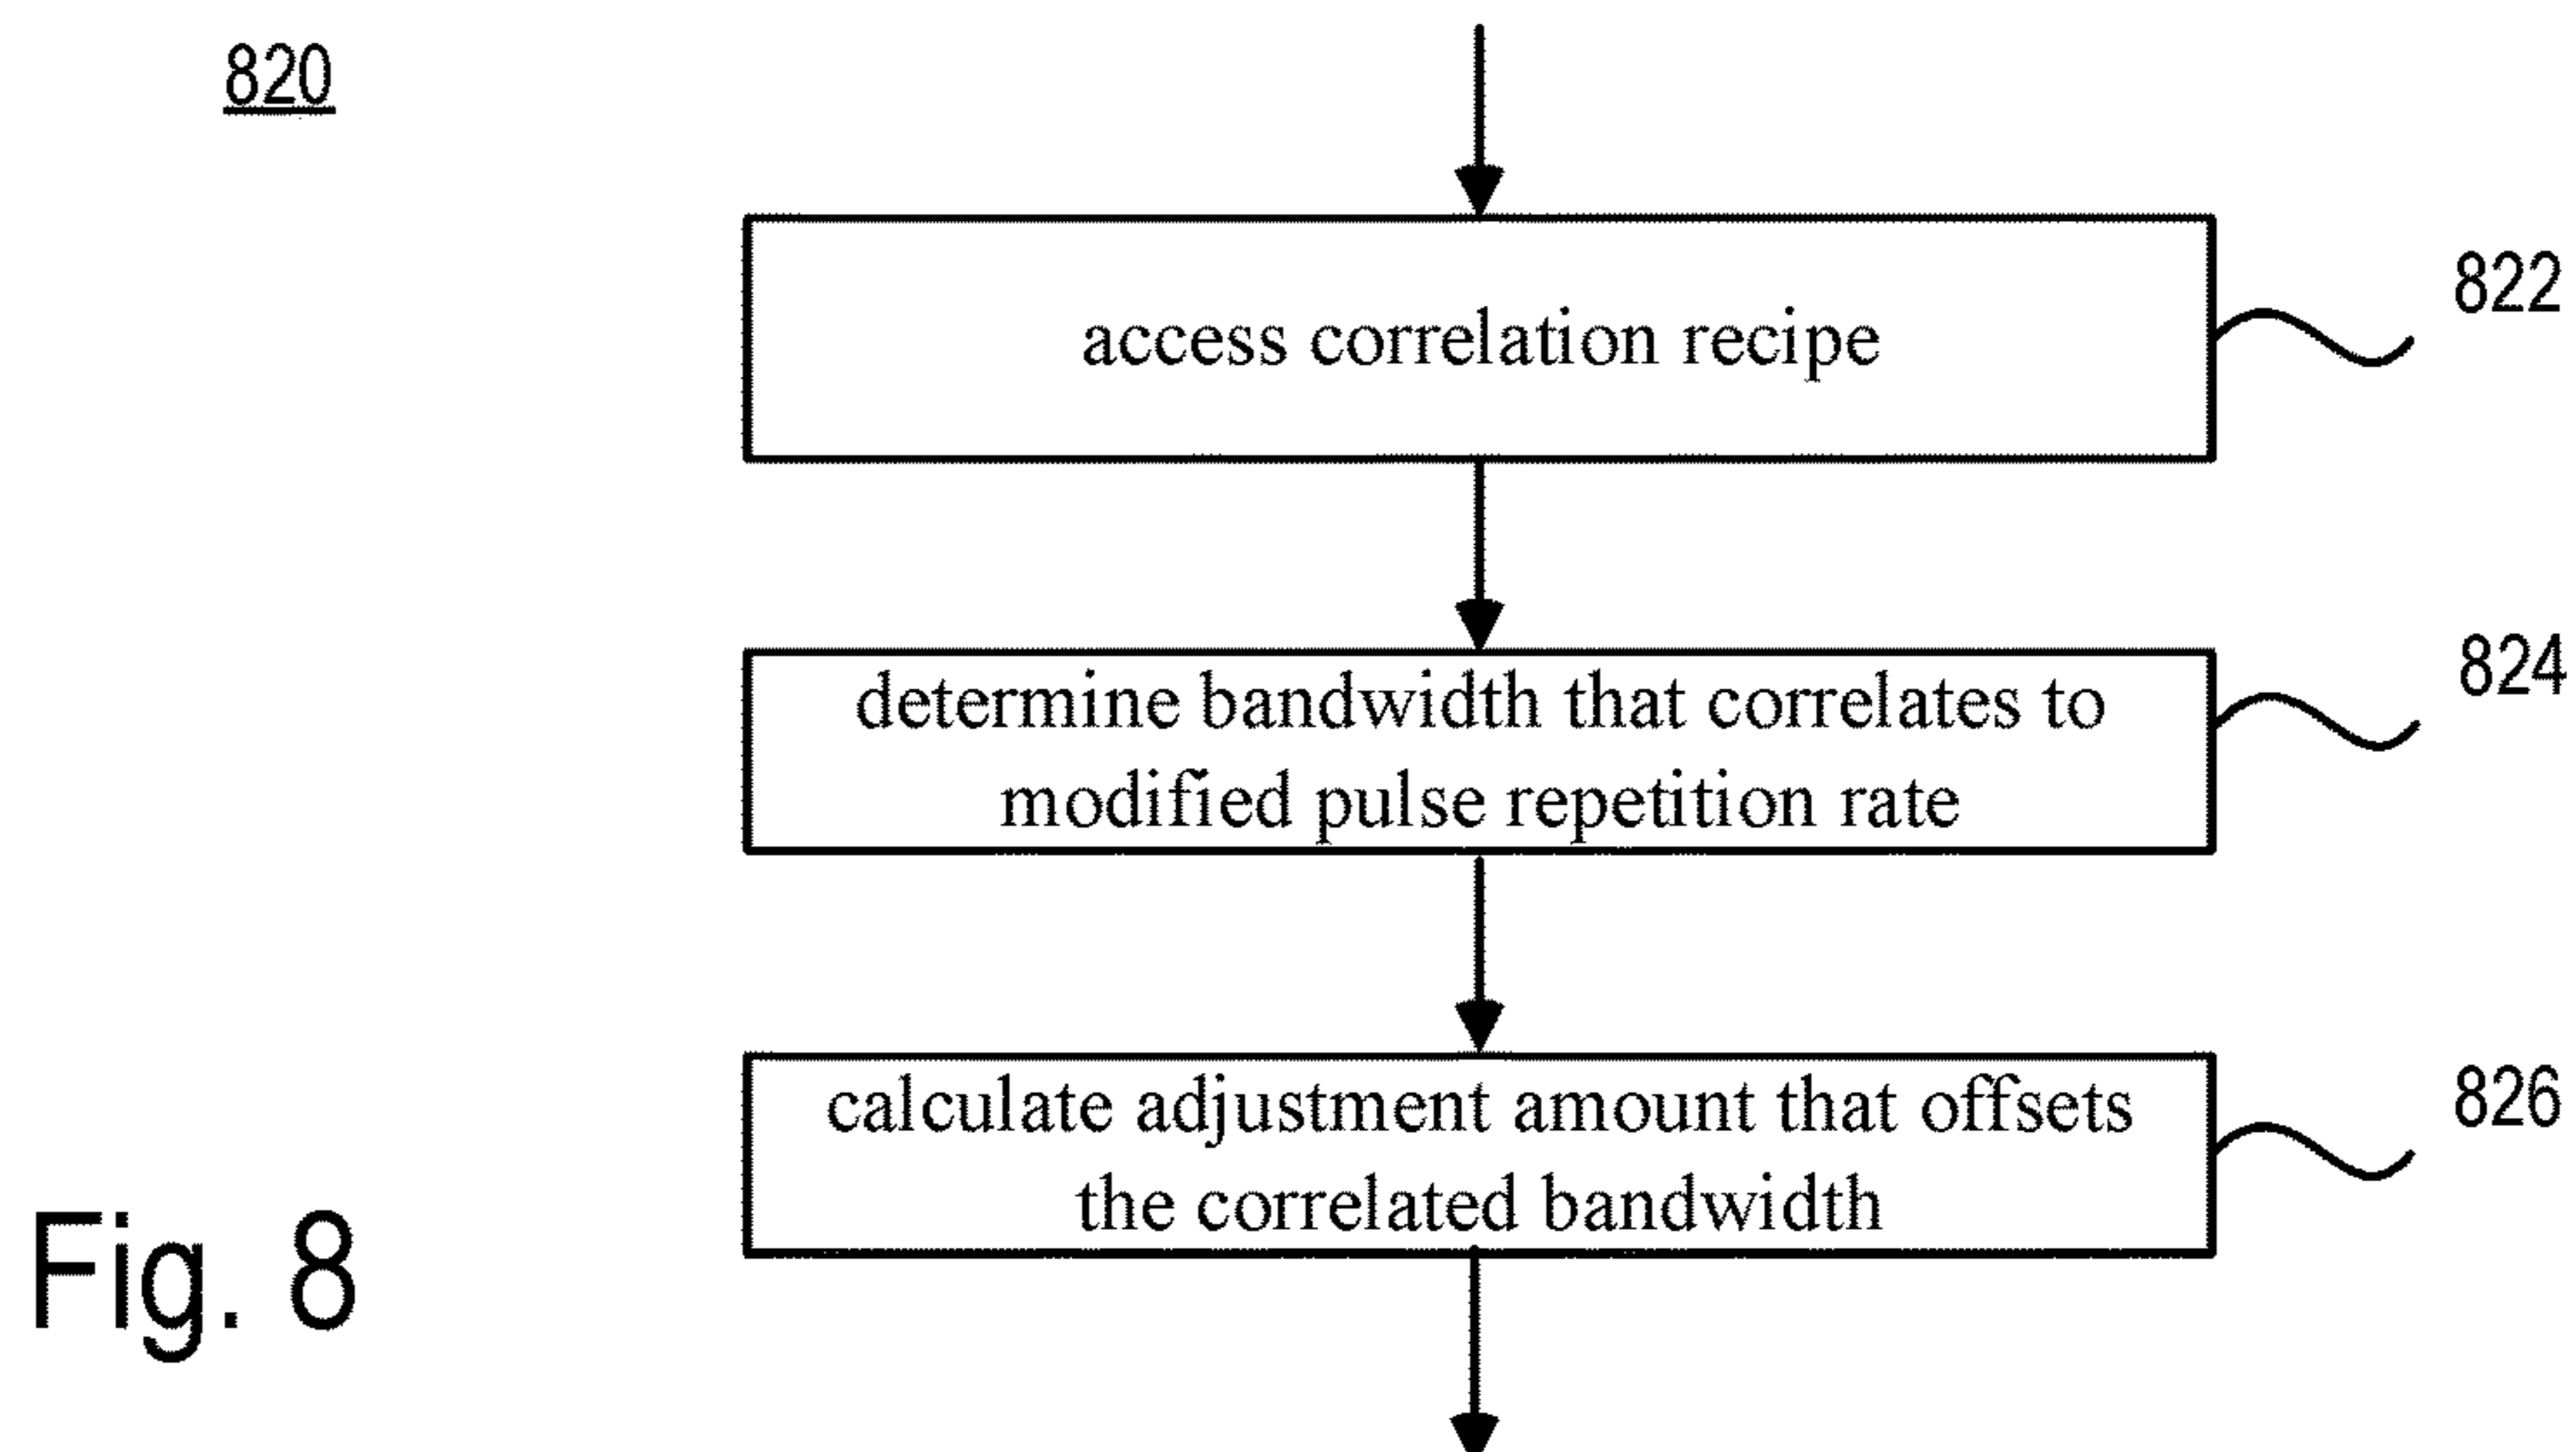 820
access correlation recipe
822
determine bandwidth that correlates to
modified pulse repetition rate
824
calculate adjustment amount that offsets
the correlated bandwidth
826
Fig. 8